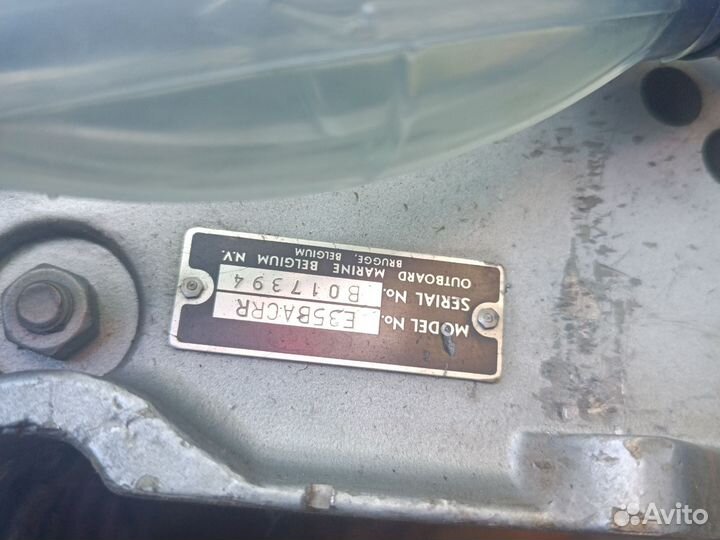 MODEL No. E35BACRR
SERIAL No. B017394
OUTBOARD MARINE BELGIUM N.V.
BRUGGE, BELGIUM
Avito